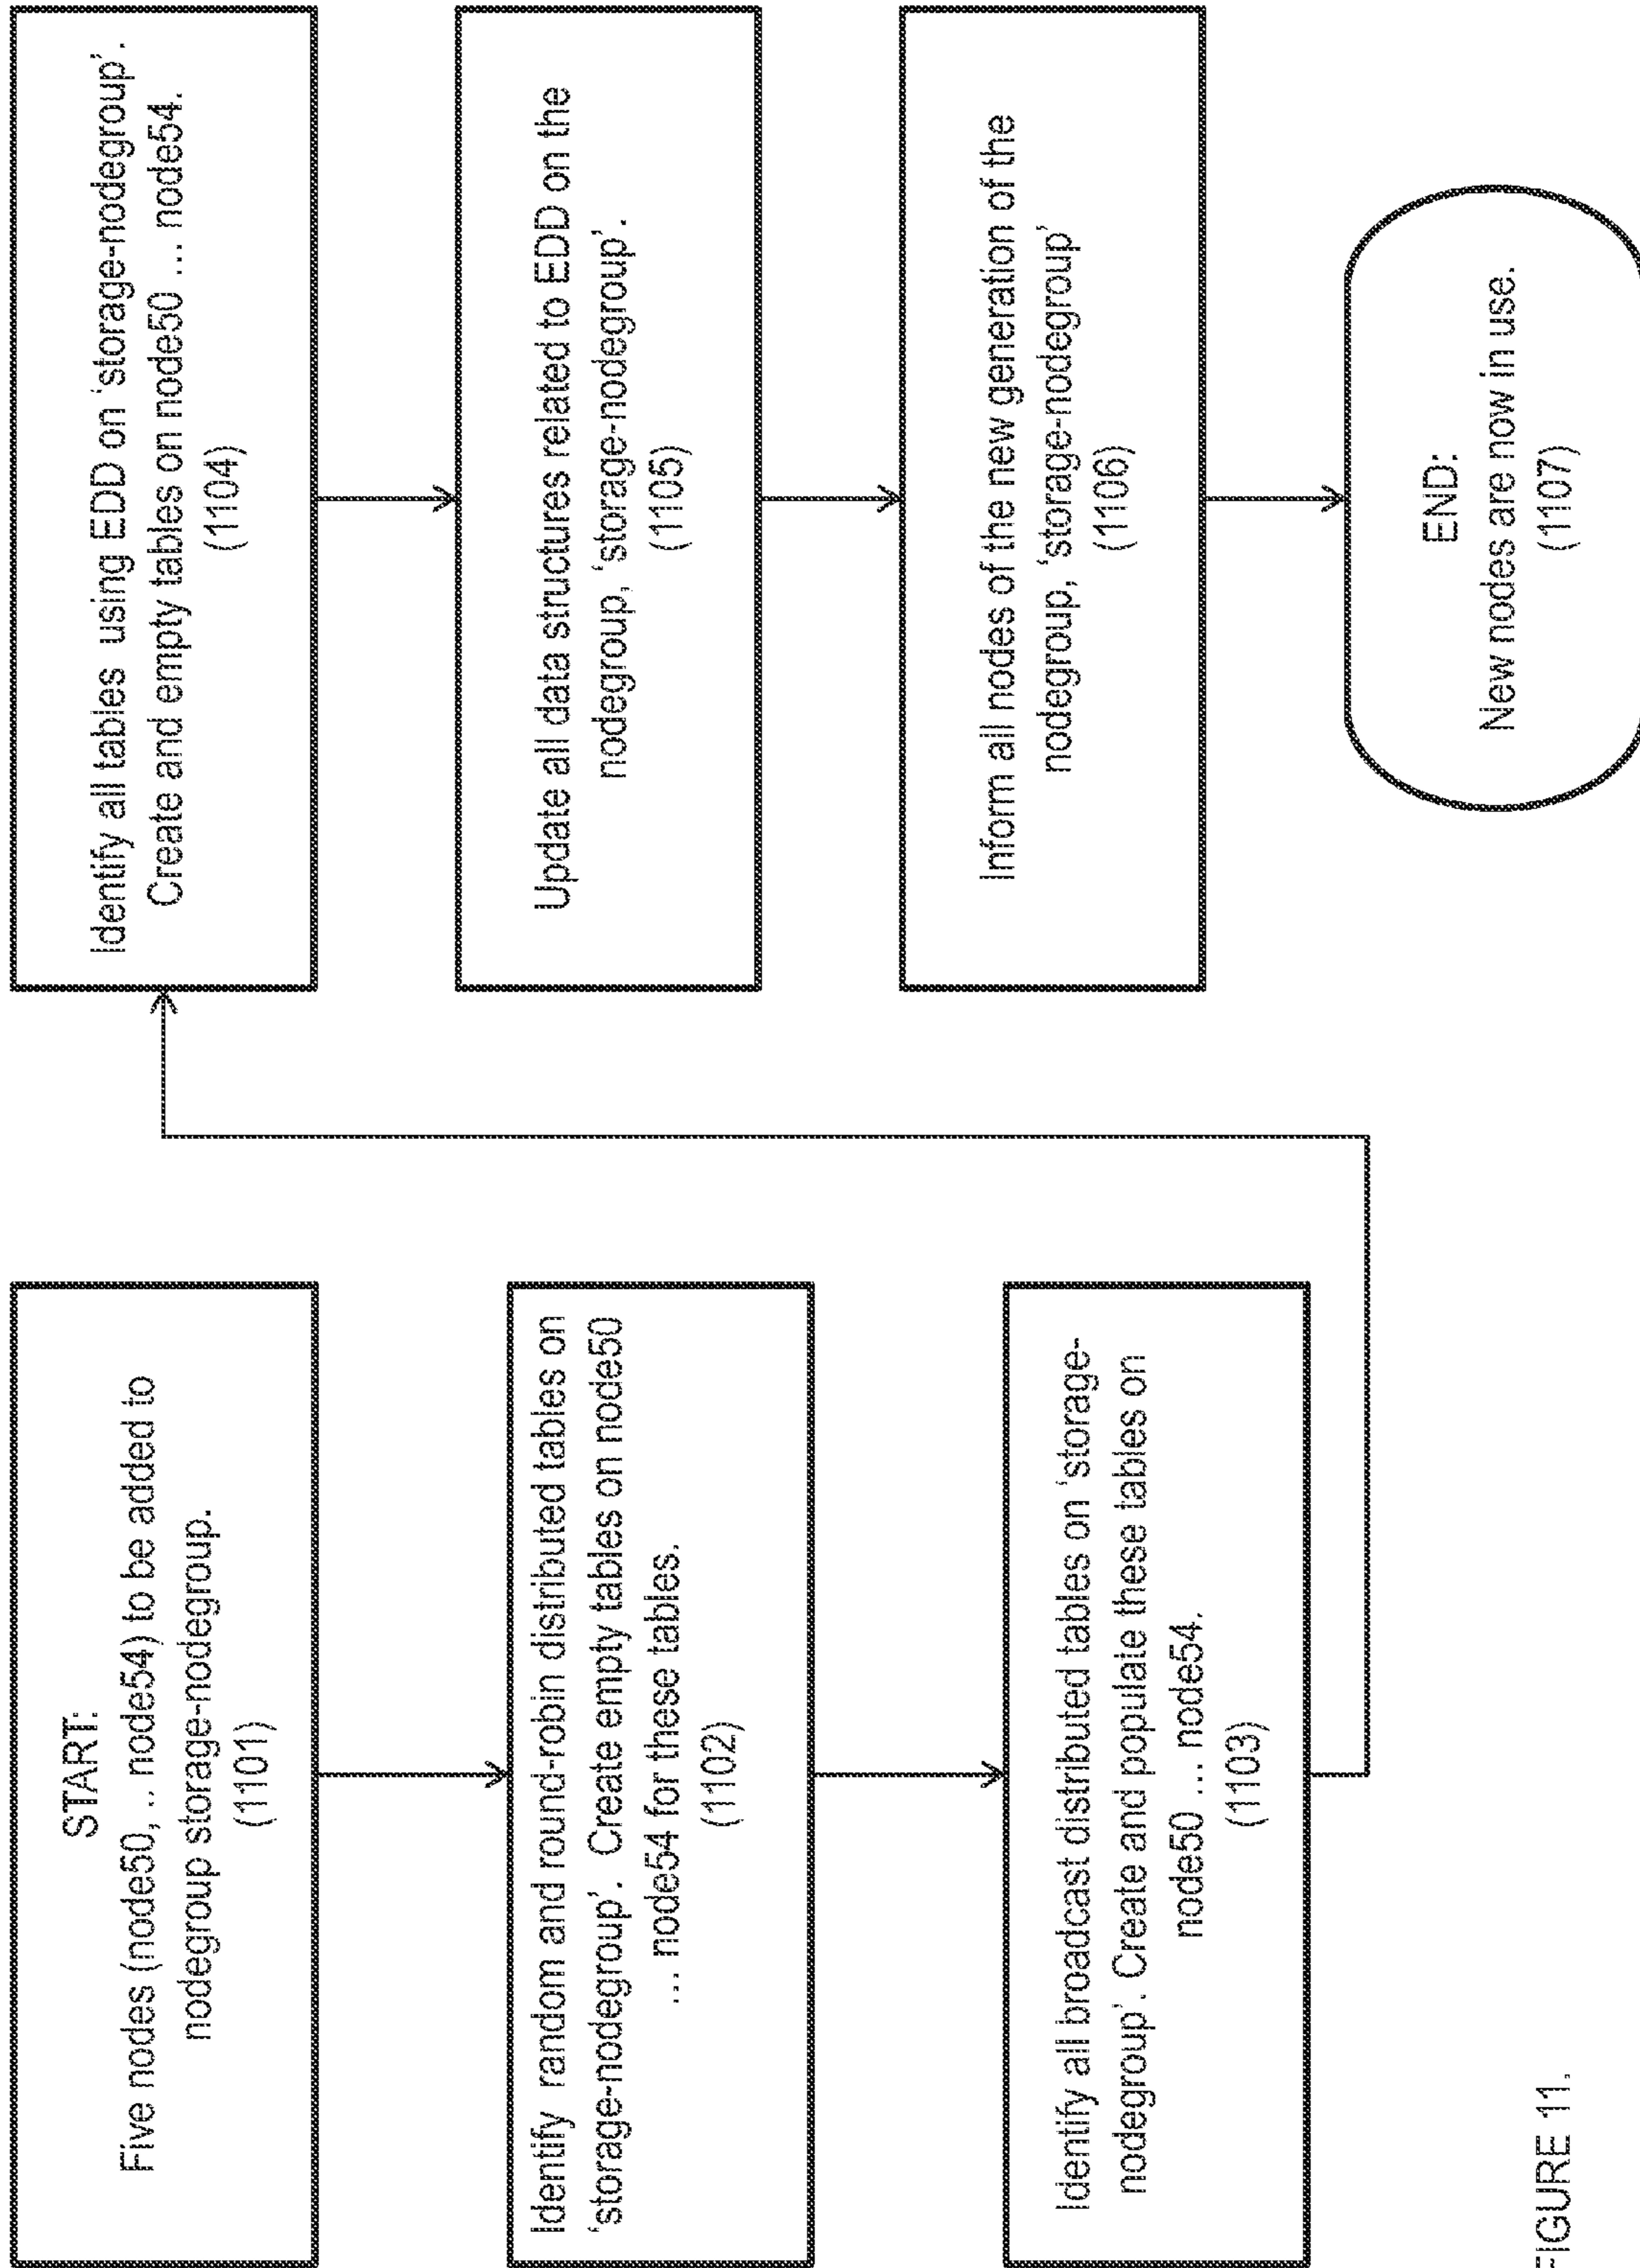 START:
Five nodes (node50, .. node54) to be added to
nodegroup storage-nodegroup.
(1101)
Identify random and round-robin distributed tables on
'storage-nodegroup'. Create empty tables on node50
... node54 for these tables.
(1102)
Identify all broadcast distributed tables on 'storage-
nodegroup'. Create and populate these tables on
node50 ... node54.
(1103)
Identify all tables using EDD on 'storage-nodegroup'.
Create and empty tables on node50 ... node54.
(1104)
Update all data structures related to EDD on the
nodegroup, 'storage-nodegroup'.
(1105)
Inform all nodes of the new generation of the
nodegroup, 'storage-nodegroup'
(1106)
END:
New nodes are now in use.
(1107)
FIGURE 11.